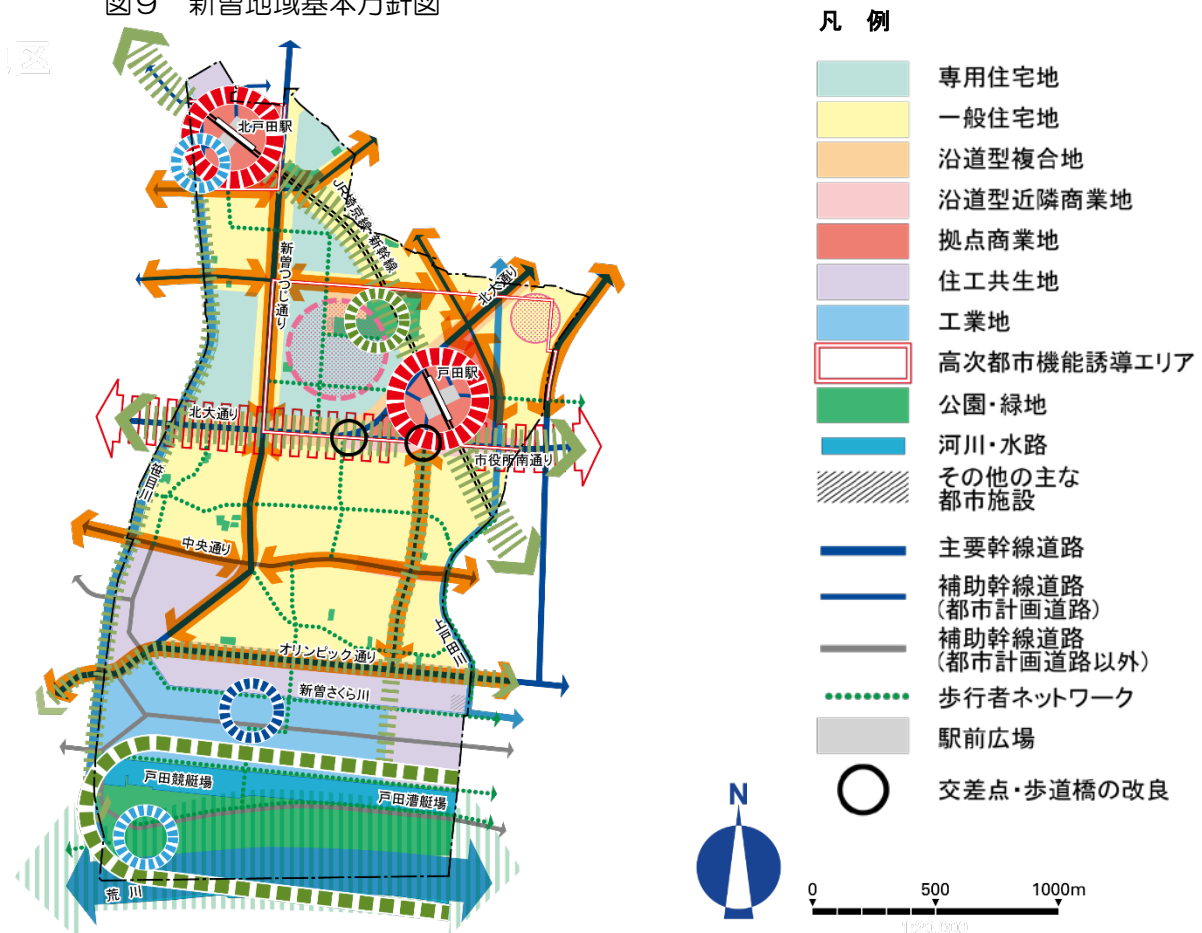 図9 新曽地域基本方針図
区
北戸田駅
JR埼京線・新幹線
新曽つつじ通り
北大通り
戸田駅
北大通り
市役所南通り
笹目川
中央通り
上戸田川
オリンピック通り
新曽さくら川
戸田競艇場
戸田漕艇場
荒川
凡 例
専用住宅地
一般住宅地
沿道型複合地
沿道型近隣商業地
拠点商業地
住工共生地
工業地
高次都市機能誘導エリア
公園・緑地
河川・水路
その他の主な
都市施設
主要幹線道路
補助幹線道路
(都市計画道路)
補助幹線道路
(都市計画道路以外)
歩行者ネットワーク
駅前広場
交差点・歩道橋の改良
N
0 500 1000m